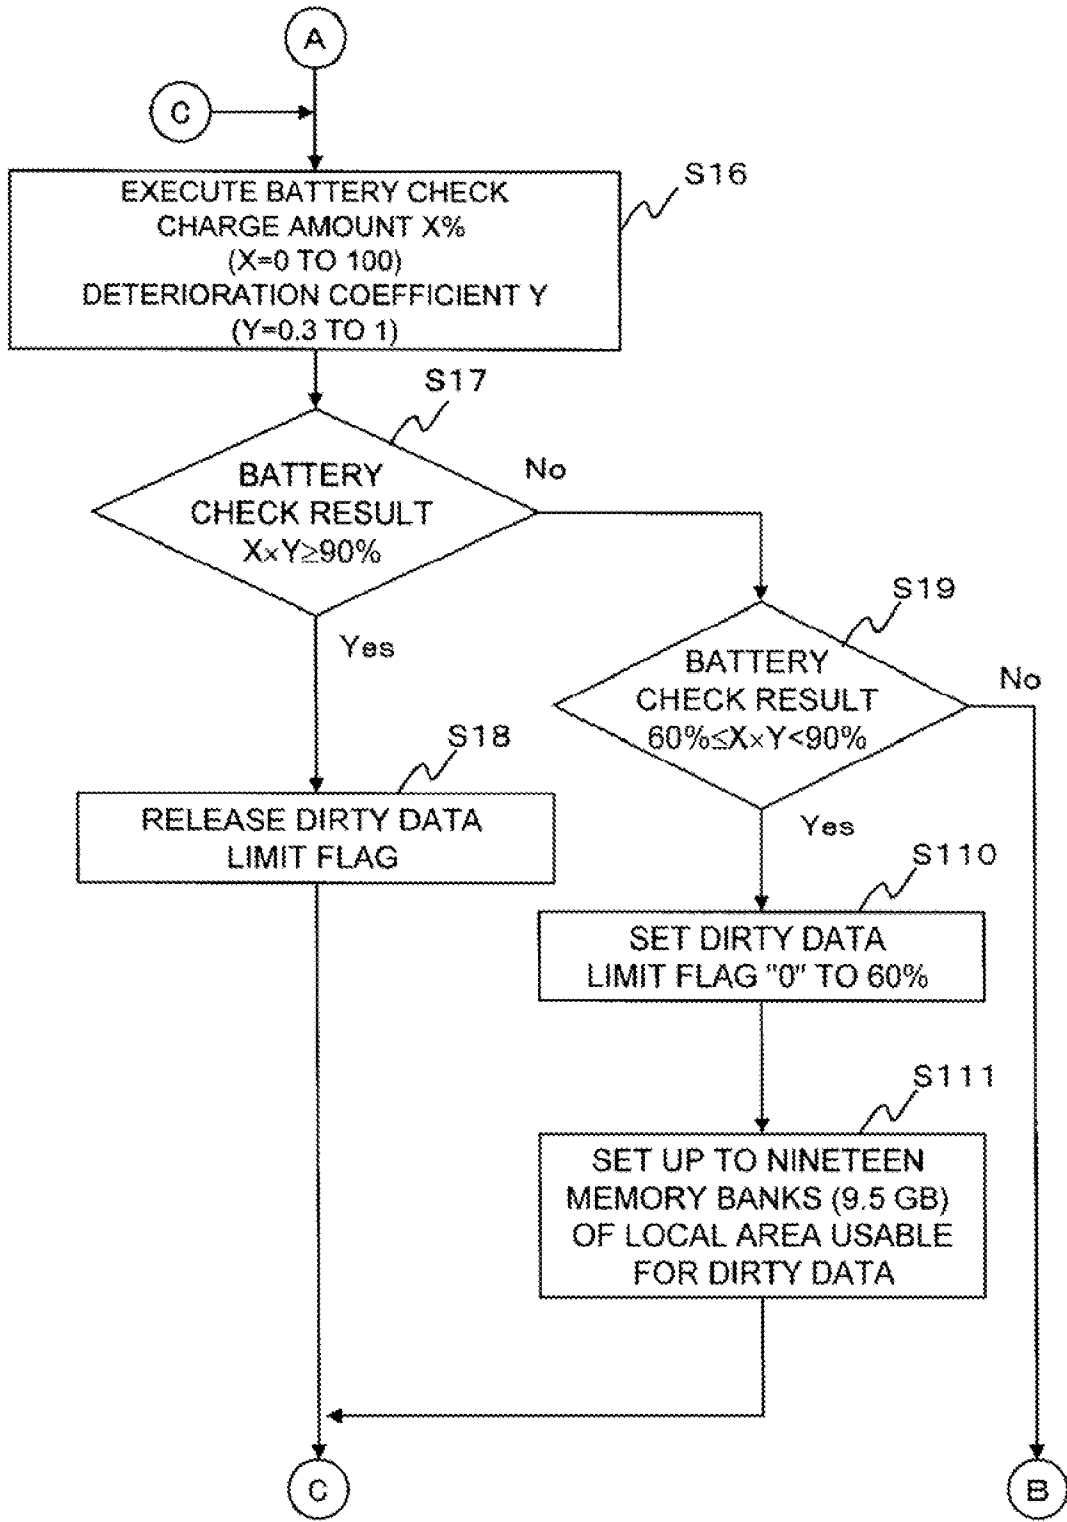 A
C
S16
EXECUTE BATTERY CHECK
CHARGE AMOUNT X%
(X=0 TO 100)
DETERIORATION COEFFICIENT Y
(Y=0.3 TO 1)
S17
BATTERY
CHECK RESULT
X×Y≥90%
No
Yes
S19
BATTERY
CHECK RESULT
60%≤X×Y<90%
No
Yes
S18
RELEASE DIRTY DATA
LIMIT FLAG
S110
SET DIRTY DATA
LIMIT FLAG "0" TO 60%
S111
SET UP TO NINETEEN
MEMORY BANKS (9.5 GB)
OF LOCAL AREA USABLE
FOR DIRTY DATA
C
B